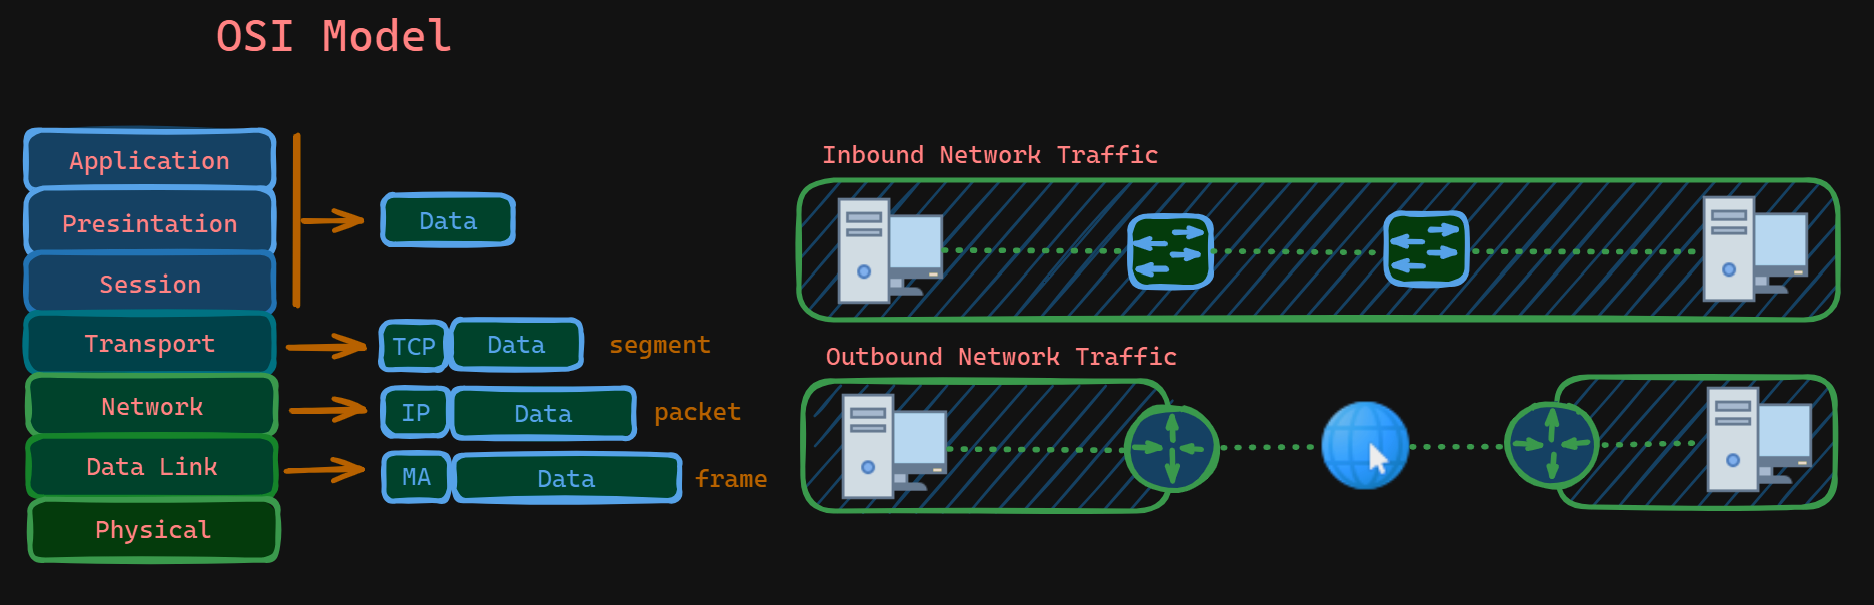 OSI Model
Application
Presintation
Session
Transport
Network
Data Link
Physical
Data
TCP Data segment
IP Data packet
MA Data frame
Inbound Network Traffic
Outbound Network Traffic